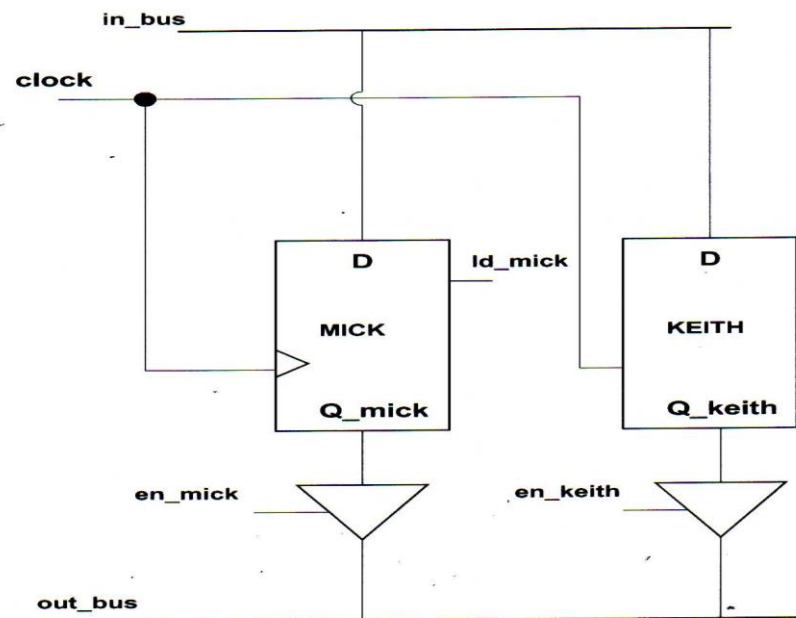 in_bus
clock
D
D
ld_mick
MICK
KEITH
Q_mick
Q_keith
en_mick
en_keith
out_bus